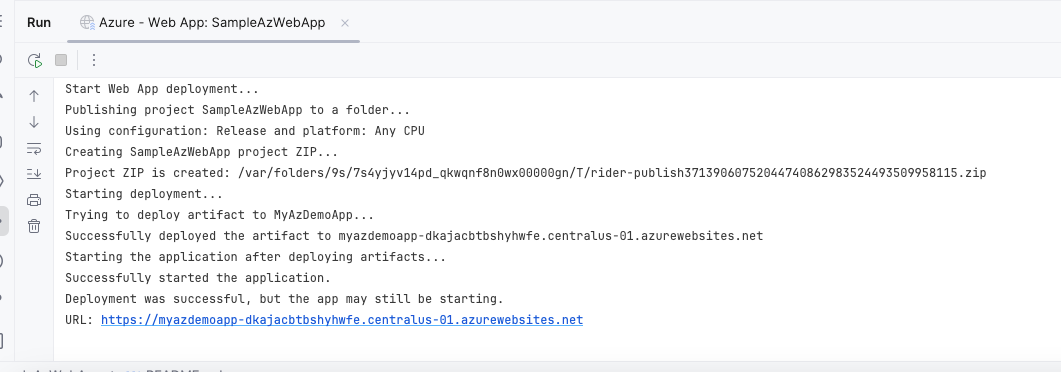 Run
Azure - Web App: SampleAzWebApp
Start Web App deployment...
Publishing project SampleAzWebApp to a folder...
Using configuration: Release and platform: Any CPU
Creating SampleAzWebApp project ZIP...
Project ZIP is created: /var/folders/9s/7s4yjyv14pd_qkwqnf8n0wx00000gn/T/rider-publish3713906075204474086298352449350995​8115.zip
Starting deployment...
Trying to deploy artifact to MyAzDemoApp...
Successfully deployed the artifact to myazdemoapp-dkajacbtbshyhwfe.centralus-01.azurewebsites.net
Starting the application after deploying artifacts...
Successfully started the application.
Deployment was successful, but the app may still be starting.
URL: https://myazdemoapp-dkajacbtbshyhwfe.centralus-01.azurewebsites.net